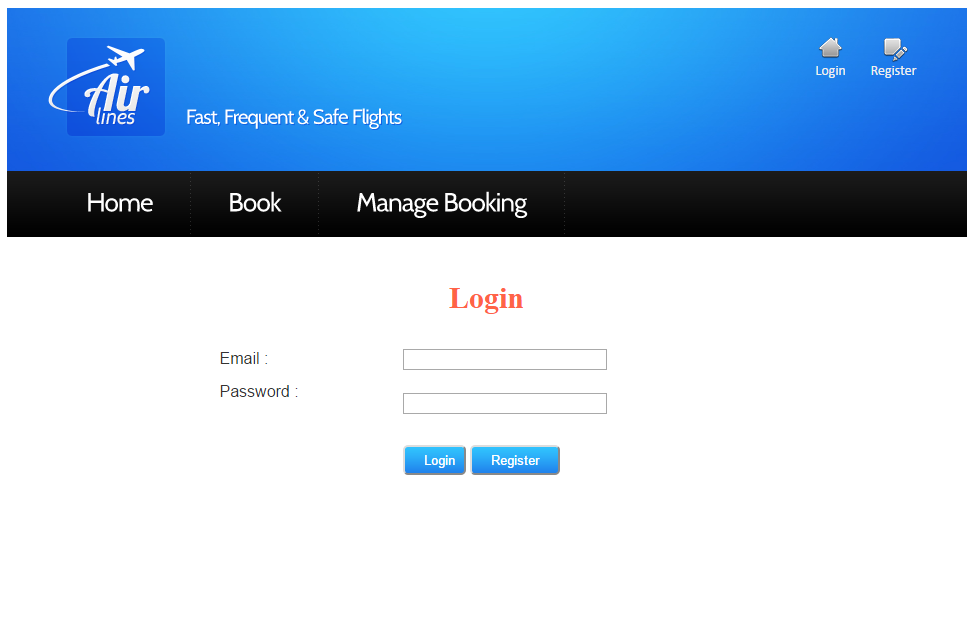 Air
lines
Fast, Frequent & Safe Flights
Login
Register
Home
Book
Manage Booking
Login
Email :
Password :
Login
Register